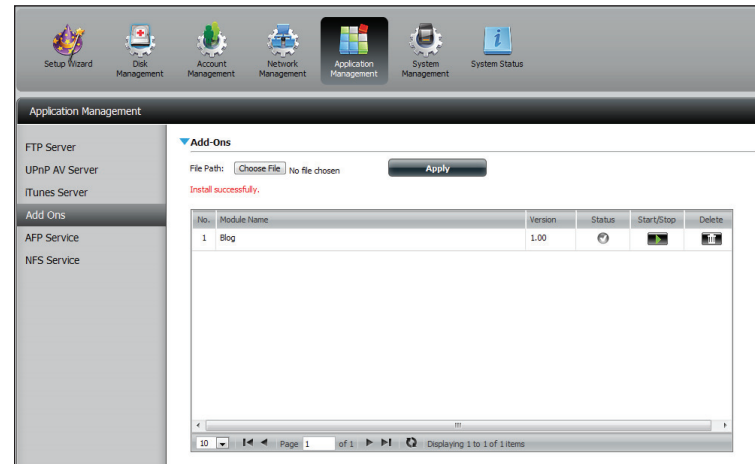 Setup Wizard
Disk Management
Account Management
Network Management
Application Management
System Management
System Status
Application Management
FTP Server
UPnP AV Server
iTunes Server
Add Ons
AFP Service
NFS Service
Add-Ons
File Path: Choose File No file chosen Apply
Install successfully.
No. Module Name Version Status Start/Stop Delete
1 Blog 1.00
10 Page 1 of 1 Displaying 1 to 1 of 1 items